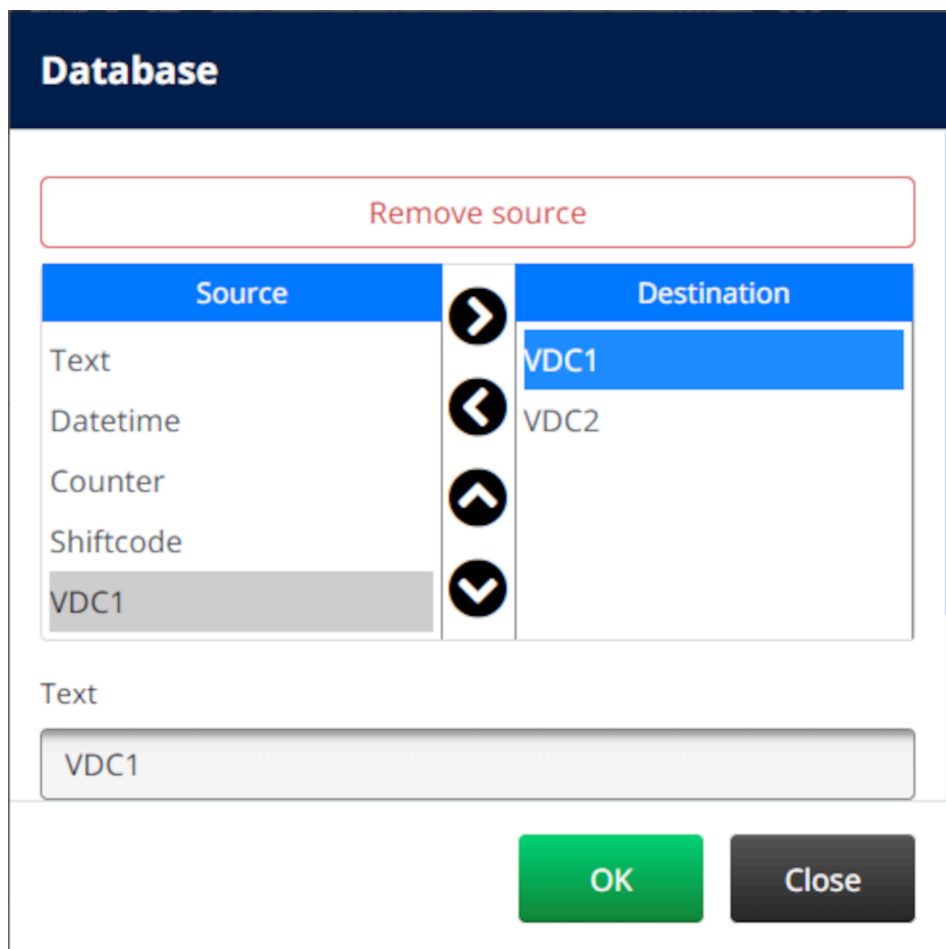 Database
Remove source
Source
Destination
Text
Datetime
Counter
Shiftcode
VDC1
VDC1
VDC2
Text
VDC1
OK
Close